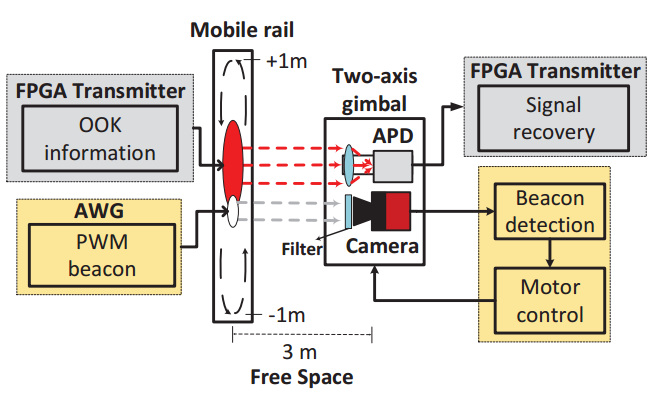 Mobile rail
+1m
FPGA Transmitter
OOK
information
AWG
PWM
beacon
-1m
3 m
Free Space
Two-axis
gimbal
APD
Filter
Camera
FPGA Transmitter
Signal
recovery
Beacon
detection
Motor
control